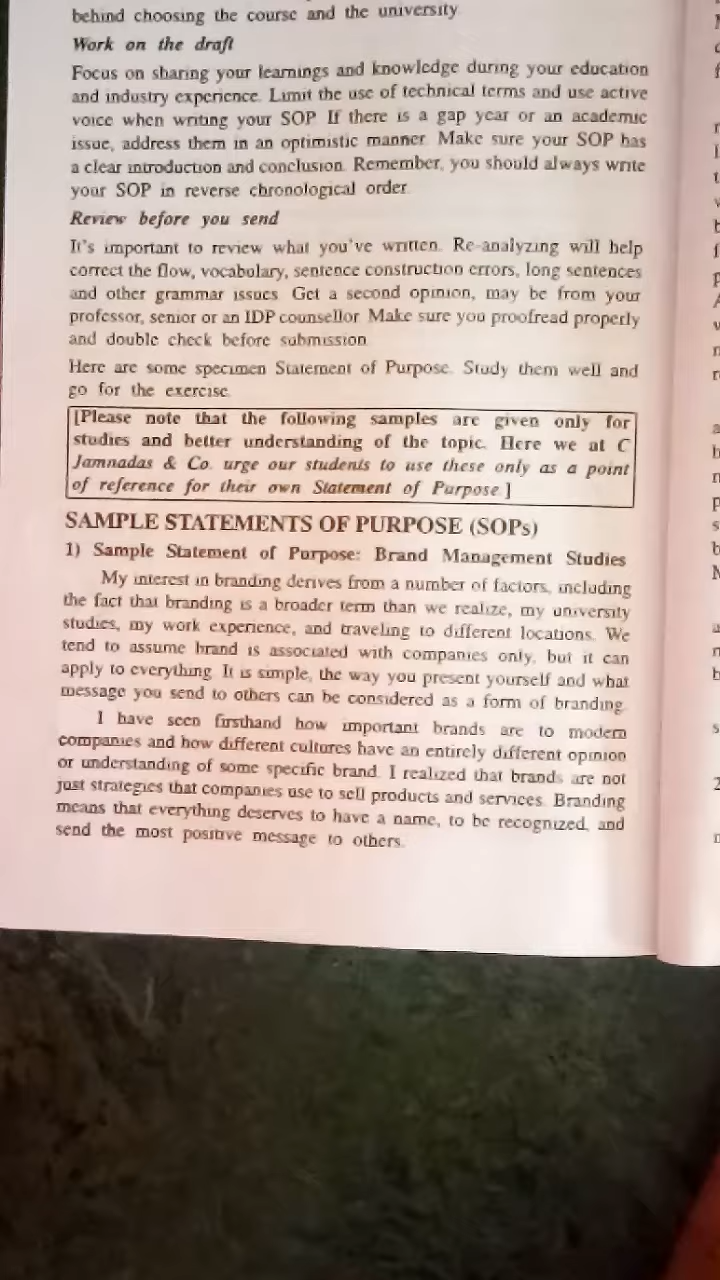 behind choosing the course and the university
Work on the draft
Focus on sharing your learnings and knowledge during your education
and industry experience. Limit the use of technical terms and use active
voice when writing your SOP. If there is a gap year or an academic
issue, address them in an optimistic manner. Make sure your SOP has
a clear introduction and conclusion. Remember, you should always write
your SOP in reverse chronological order.
Review before you send
It's important to review what you've written. Re-analyzing will help
correct the flow, vocabulary, sentence construction errors, long sentences
and other grammar issues. Get a second opinion, may be from your
professor, senior or an IDP counsellor. Make sure you proofread properly
and double check before submission.
Here are some specimen Statement of Purpose. Study them well and
go for the exercise.
[Please note that the following samples are given only for
studies and better understanding of the topic. Here we at C
Jamnadas & Co. urge our students to use these only as a point
of reference for their own Statement of Purpose.]
SAMPLE STATEMENTS OF PURPOSE (SOPs)
1) Sample Statement of Purpose: Brand Management Studies
My interest in branding derives from a number of factors, including
the fact that branding is a broader term than we realize, my university
studies, my work experience, and traveling to different locations. We
tend to assume brand is associated with companies only, but it can
apply to everything. It is simple, the way you present yourself and what
message you send to others can be considered as a form of branding.
I have seen firsthand how important brands are to modern
companies and how different cultures have an entirely different opinion
or understanding of some specific brand. I realized that brands are not
just strategies that companies use to sell products and services. Branding
means that everything deserves to have a name, to be recognized, and
send the most positive message to others.